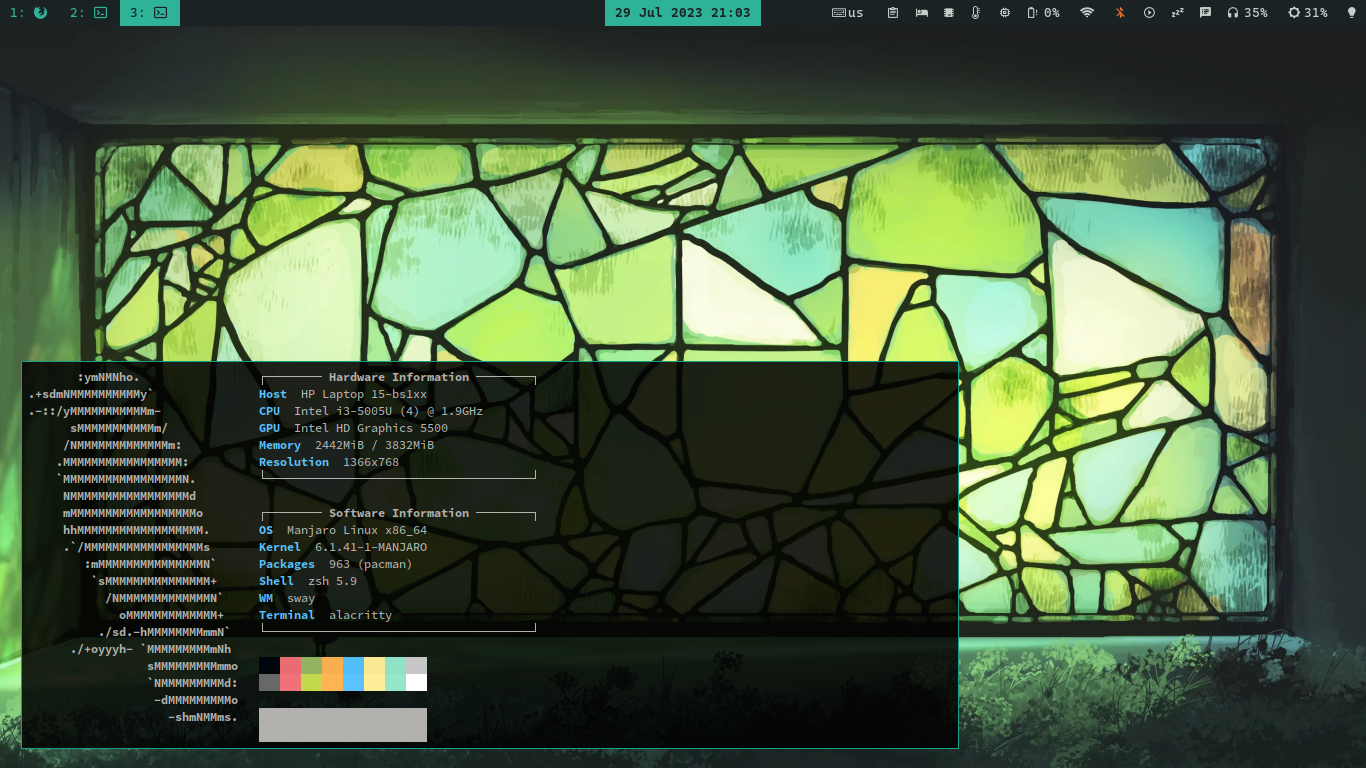 1: 2: 3: 29 Jul 2023 21:03 us 0% zzz 35% 31%
:ymNMNho.
.+sdmNMMMMMMMMMMy`
.-::/yMMMMMMMMMMMm-
sMMMMMMMMMMMm/
/NMMMMMMMMMMMMMMm:
.MMMMMMMMMMMMMMMMM:
`MMMMMMMMMMMMMMMMMN.
NMMMMMMMMMMMMMMMMMd
mMMMMMMMMMMMMMMMMMMo
hhMMMMMMMMMMMMMMMMMM.
.`/MMMMMMMMMMMMMMMMMs
:mMMMMMMMMMMMMMMMMN`
`sMMMMMMMMMMMMMMM+
/NMMMMMMMMMMMMMN`
oMMMMMMMMMMMMM+
./sd.-hMMMMMMMMmmN`
./+oyyyh- `MMMMMMMMMmNh
sMMMMMMMMMmmo
`NMMMMMMMMMd:
-dMMMMMMMMMo
-shmNMMms.
Hardware Information
Host HP Laptop 15-bs1xx
CPU Intel i3-5005U (4) @ 1.9GHz
GPU Intel HD Graphics 5500
Memory 2442MiB / 3832MiB
Resolution 1366x768
Software Information
OS Manjaro Linux x86_64
Kernel 6.1.41-1-MANJARO
Packages 963 (pacman)
Shell zsh 5.9
WM sway
Terminal alacritty